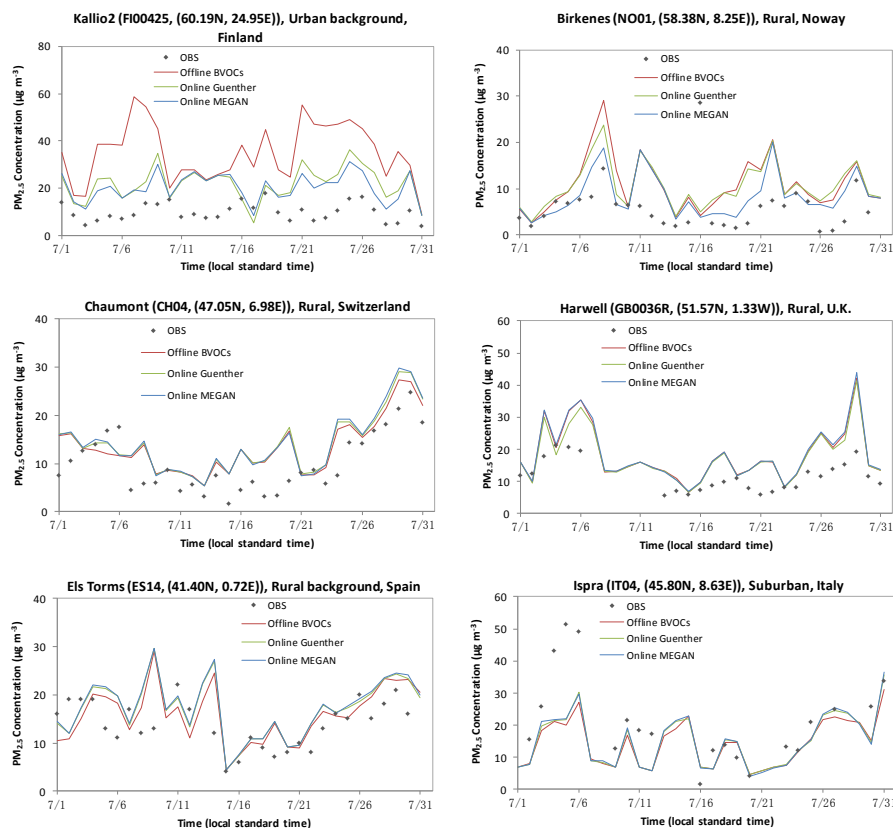 Kallio2 (FI00425, (60.19N, 24.95E)), Urban background,
Finland
PM2.5 Concentration (μg m-3)
80
60
40
20
0
OBS
Offline BVOCs
Online Guenther
Online MEGAN
7/1 7/6 7/11 7/16 7/21 7/26 7/31
Time (local standard time)
Birkenes (NO01, (58.38N, 8.25E)), Rural, Noway
PM2.5 Concentration (μg m-3)
40
30
20
10
0
OBS
Offline BVOCs
Online Guenther
Online MEGAN
7/1 7/6 7/11 7/16 7/21 7/26 7/31
Time (local standard time)
Chaumont (CH04, (47.05N, 6.98E)), Rural, Switzerland
PM2.5 Concentration (μg m-3)
40
30
20
10
0
OBS
Offline BVOCs
Online Guenther
Online MEGAN
7/1 7/6 7/11 7/16 7/21 7/26 7/31
Time (local standard time)
Harwell (GB0036R, (51.57N, 1.33W)), Rural, U.K.
PM2.5 Concentration (μg m-3)
60
50
40
30
20
10
0
OBS
Offline BVOCs
Online Guenther
Online MEGAN
7/1 7/6 7/11 7/16 7/21 7/26 7/31
Time (local standard time)
Els Torms (ES14, (41.40N, 0.72E)), Rural background, Spain
PM2.5 Concentration (μg m-3)
40
30
20
10
0
OBS
Offline BVOCs
Online Guenther
Online MEGAN
7/1 7/6 7/11 7/16 7/21 7/26 7/31
Time (local standard time)
Ispra (IT04, (45.80N, 8.63E)), Suburban, Italy
PM2.5 Concentration (μg m-3)
60
50
40
30
20
10
0
OBS
Offline BVOCs
Online Guenther
Online MEGAN
7/1 7/6 7/11 7/16 7/21 7/26 7/31
Time (local standard time)